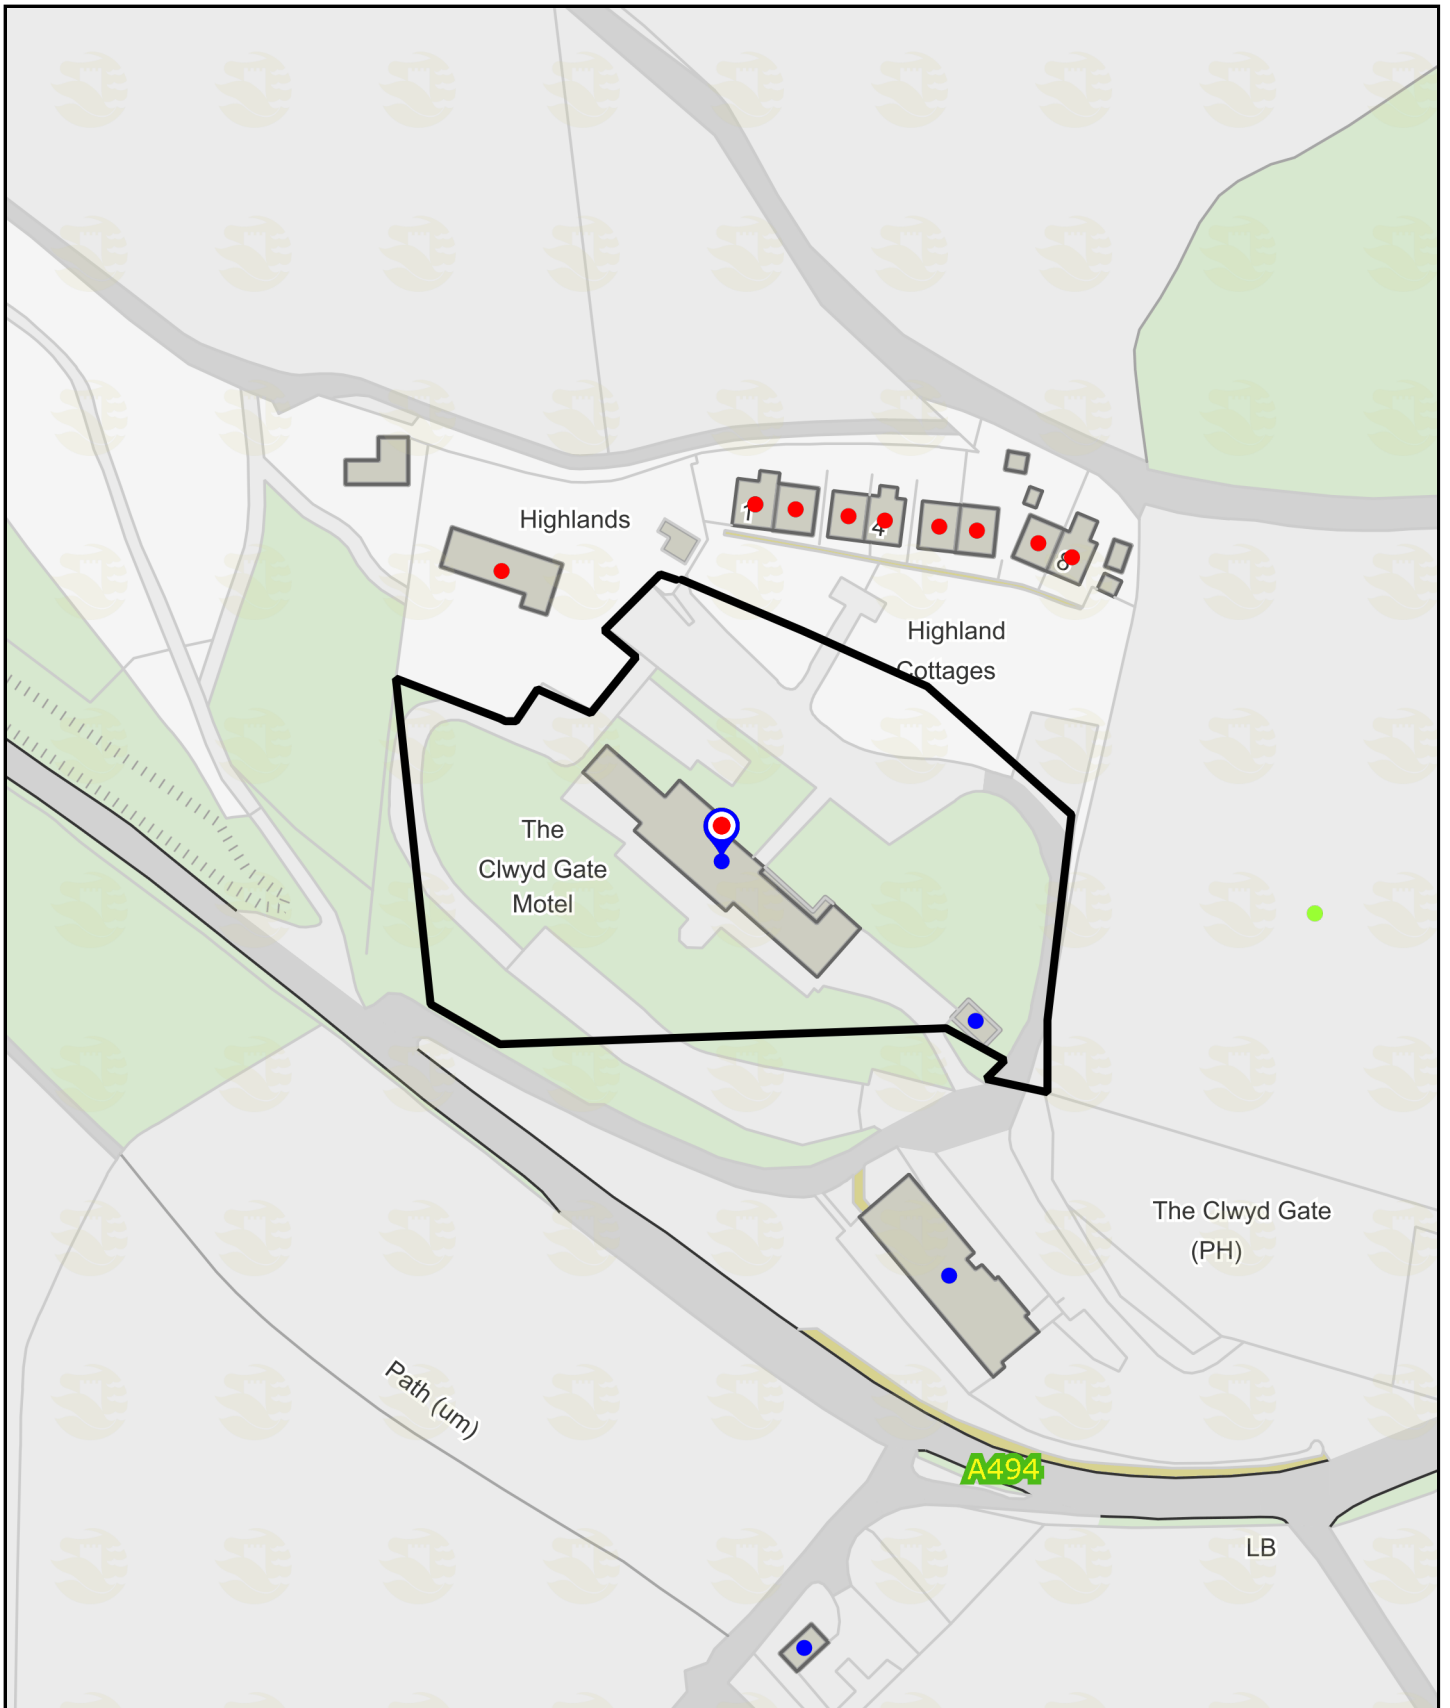 1
4
8
Highlands
Highland
Cottages
The
Clwyd Gate
Motel
The Clwyd Gate
(PH)
Path (um)
A494
LB